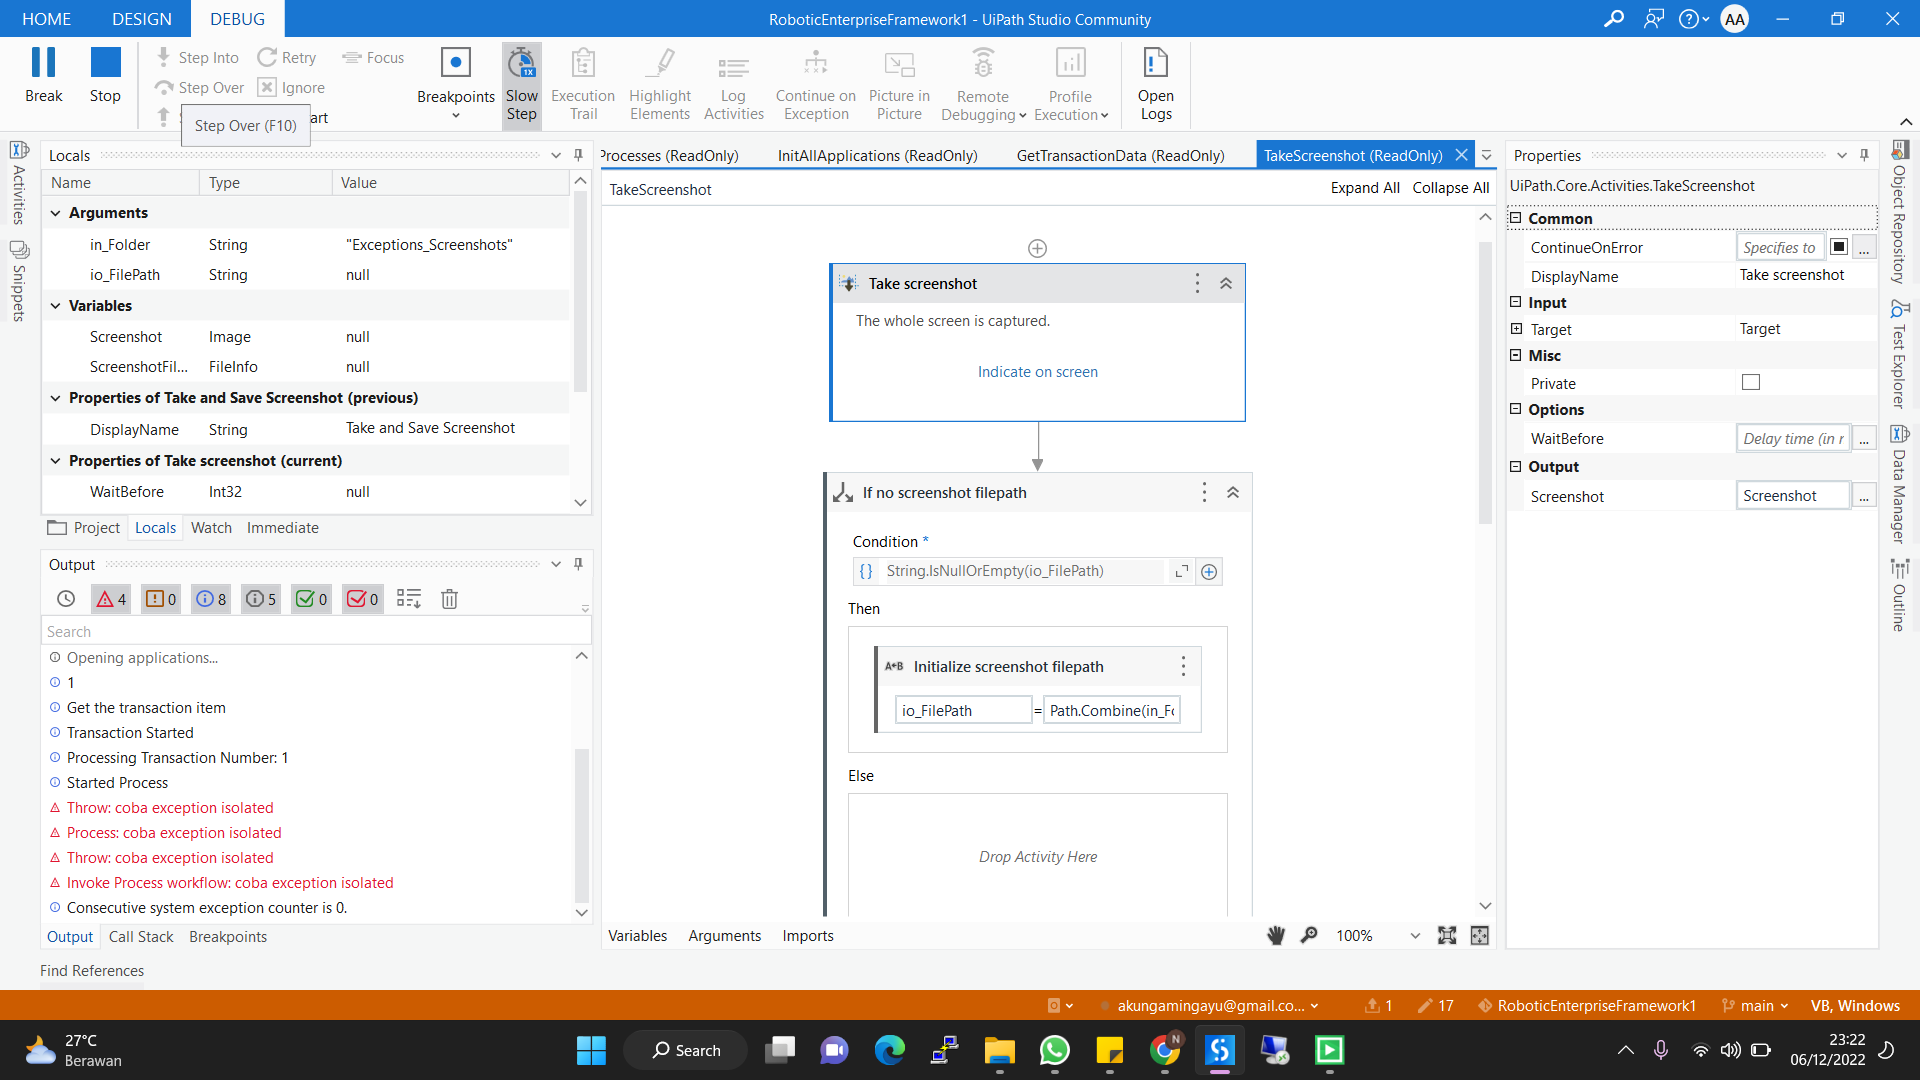 HOME DESIGN DEBUG
RoboticEnterpriseFramework1 - UiPath Studio Community
AA
Break
Stop
Step Into
Step Over
Retry
Ignore
Focus
art
Step Over (F10)
Breakpoints
Slow Step
1X
Execution Trail
Highlight Elements
Log Activities
Continue on Exception
Picture in Picture
Remote Debugging
Profile Execution
Open Logs
Activities
Snippets
Locals
Name Type Value
Arguments
in_Folder String "Exceptions_Screenshots"
io_FilePath String null
Variables
Screenshot Image null
ScreenshotFil... FileInfo null
Properties of Take and Save Screenshot (previous)
DisplayName String Take and Save Screenshot
Properties of Take screenshot (current)
WaitBefore Int32 null
Project Locals Watch Immediate
Output
4 0 8 5 0 0
Search
Opening applications...
1
Get the transaction item
Transaction Started
Processing Transaction Number: 1
Started Process
Throw: coba exception isolated
Process: coba exception isolated
Throw: coba exception isolated
Invoke Process workflow: coba exception isolated
Consecutive system exception counter is 0.
Output Call Stack Breakpoints
Find References
Processes (ReadOnly) InitAllApplications (ReadOnly) GetTransactionData (ReadOnly) TakeScreenshot (ReadOnly)
TakeScreenshot
Expand All Collapse All
Take screenshot
The whole screen is captured.
Indicate on screen
If no screenshot filepath
Condition *
String.IsNullOrEmpty(io_FilePath)
Then
A+B Initialize screenshot filepath
io_FilePath = Path.Combine(in_Fo
Else
Drop Activity Here
Variables Arguments Imports
100%
Properties
UiPath.Core.Activities.TakeScreenshot
Common
ContinueOnError Specifies to ...
DisplayName Take screenshot
Input
Target Target
Misc
Private
Options
WaitBefore Delay time (in r ...
Output
Screenshot Screenshot ...
Object Repository
Test Explorer
Data Manager
Outline
akungamingayu@gmail.co...
1
17
RoboticEnterpriseFramework1
main
VB, Windows
27°C
Berawan
Search
N
23:22
06/12/2022